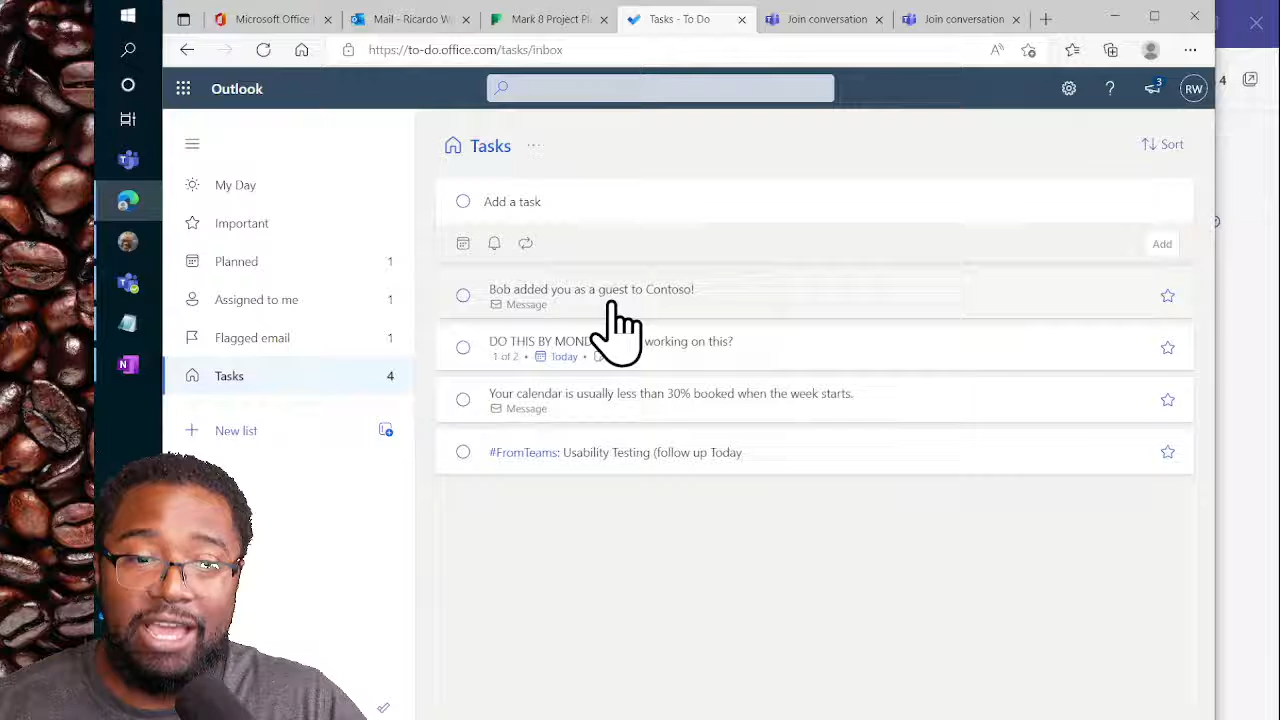 Microsoft Office
Mail - Ricardo W
Mark 8 Project Pl
Tasks - To Do
Join conversation
Join conversation
https://to-do.office.com/tasks/inbox
Outlook
3
RW
4
Tasks
Sort
My Day
Add a task
Important
Add
Planned 1
Bob added you as a guest to Contoso!
Message
Assigned to me 1
DO THIS BY MOND working on this?
1 of 2 • Today •
Flagged email 1
Tasks 4
Your calendar is usually less than 30% booked when the week starts.
Message
New list
#FromTeams: Usability Testing (follow up Today